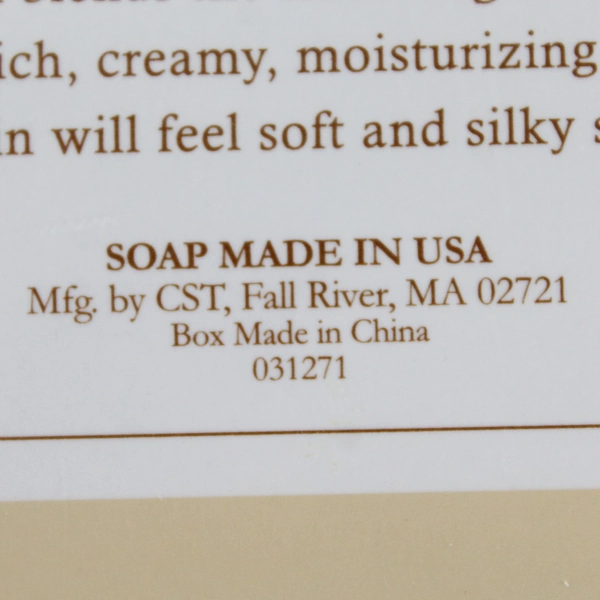 ich, creamy, moisturizing
in will feel soft and silky s
SOAP MADE IN USA
Mfg. by CST, Fall River, MA 02721
Box Made in China
031271